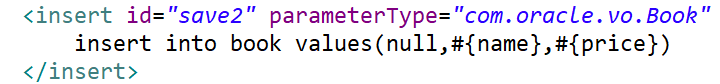 <insert id="save2" parameterType="com.oracle.vo.Book"
insert into book values(null,#{name},#{price})
</insert>